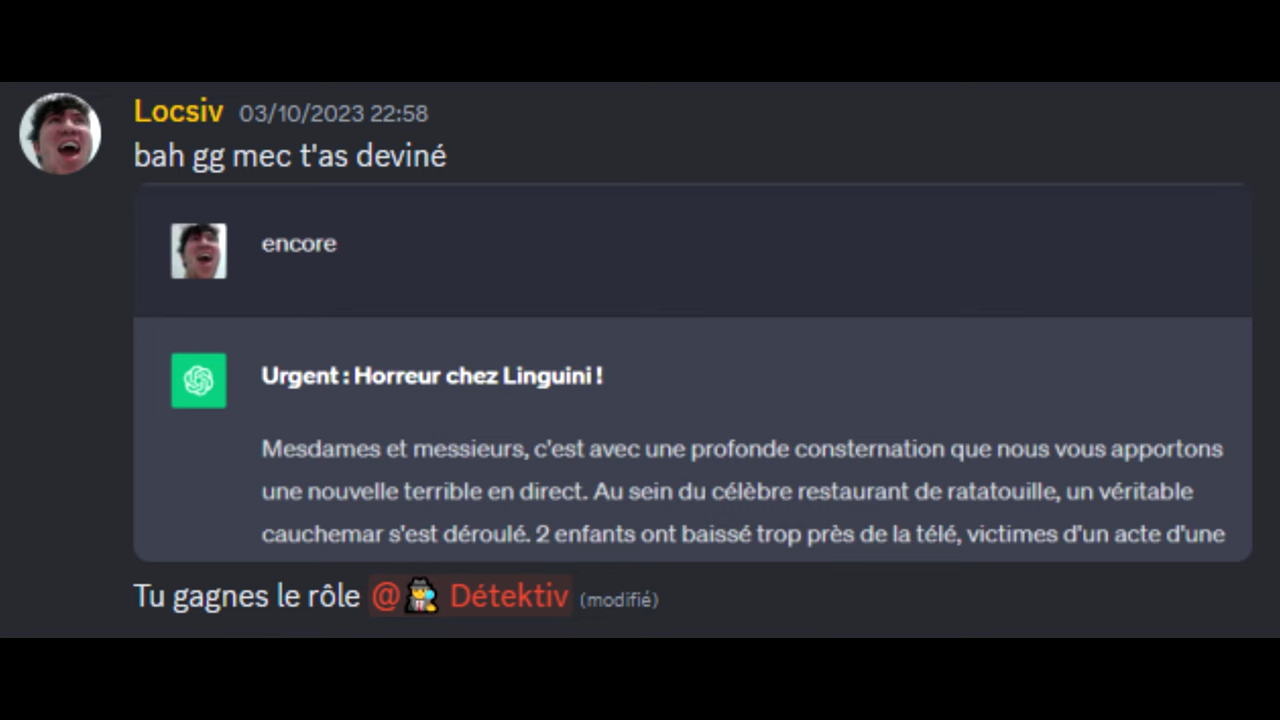 Locsiv 03/10/2023 22:58
bah gg mec t'as deviné
encore
Urgent : Horreur chez Linguini !
Mesdames et messieurs, c'est avec une profonde consternation que nous vous apportons
une nouvelle terrible en direct. Au sein du célèbre restaurant de ratatouille, un véritable
cauchemar s'est déroulé. 2 enfants ont baissé trop près de la télé, victimes d'un acte d'une
Tu gagnes le rôle @🕵️ Détektiv (modifié)